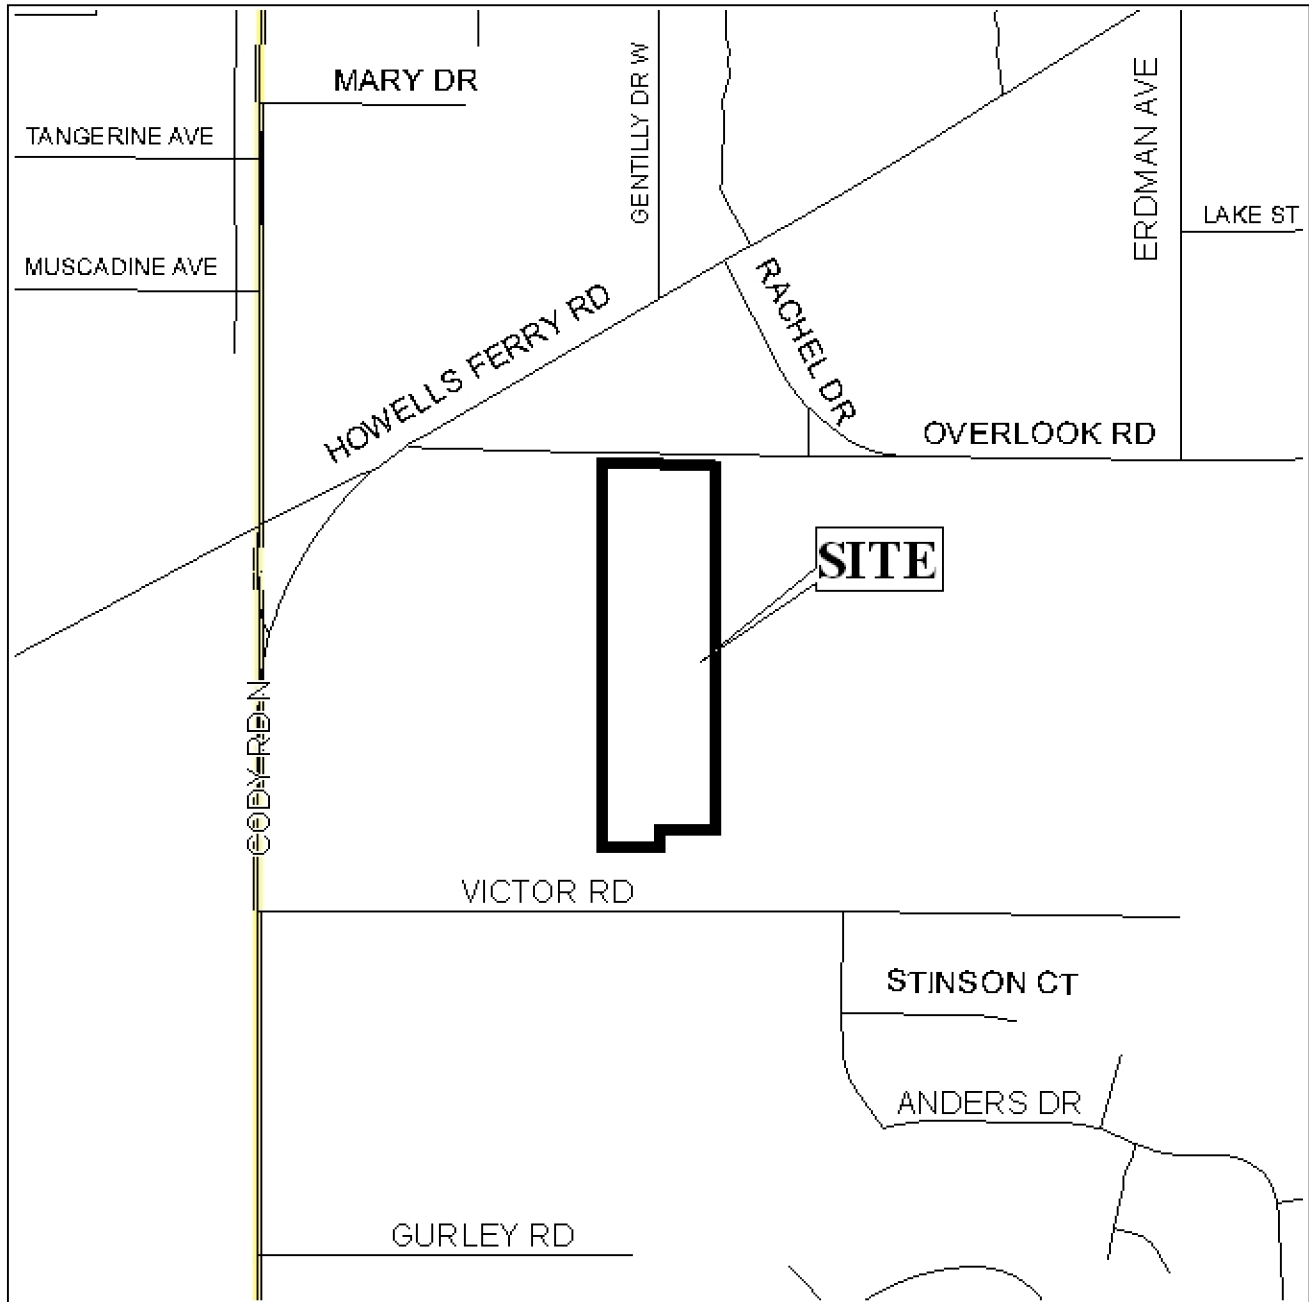 MARY DR
GENTILLY DR W
ERDMAN AVE
TANGERINE AVE
LAKE ST
MUSCADINE AVE
HOWELLS FERRY RD
RACHEL DR
OVERLOOK RD
SITE
CODY RD N
VICTOR RD
STINSON CT
ANDERS DR
GURLEY RD